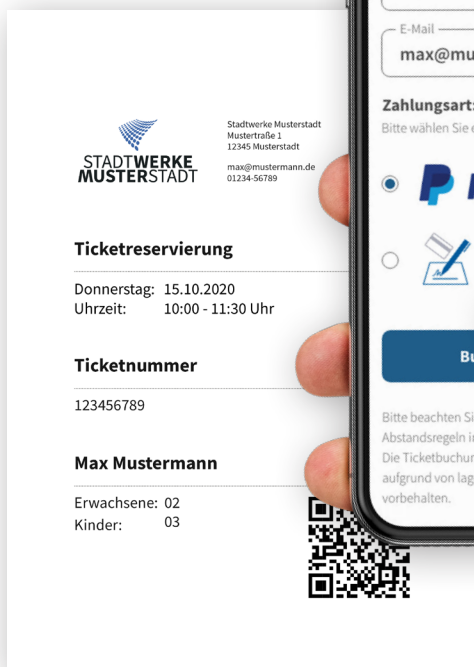 STADTWERKE
MUSTERSTADT
Stadtwerke Musterstadt
Mustertraße 1
12345 Musterstadt
max@mustermann.de
01234-56789
Ticketreservierung
Donnerstag: 15.10.2020
Uhrzeit: 10:00 - 11:30 Uhr
Ticketnummer
123456789
Max Mustermann
Erwachsene: 02
Kinder: 03
E-Mail
max@mu
Zahlungsart:
Bitte wählen Sie e
Bu
Bitte beachten Si
Abstandsregeln i
Die Ticketbuchu
aufgrund von lag
vorbehalten.